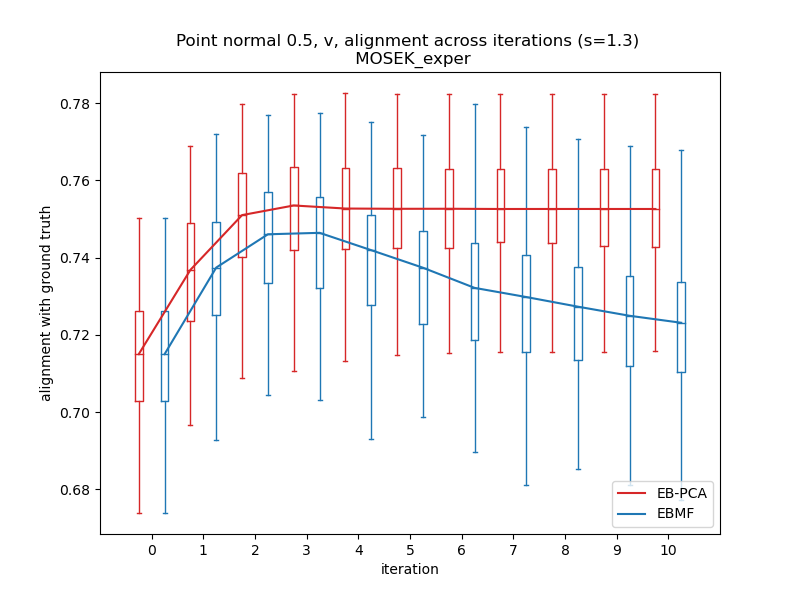 Point normal 0.5, v, alignment across iterations (s=1.3)
MOSEK_exper
alignment with ground truth
0.78
0.76
0.74
0.72
0.70
0.68
EB-PCA
EBMF
0 1 2 3 4 5 6 7 8 9 10
iteration